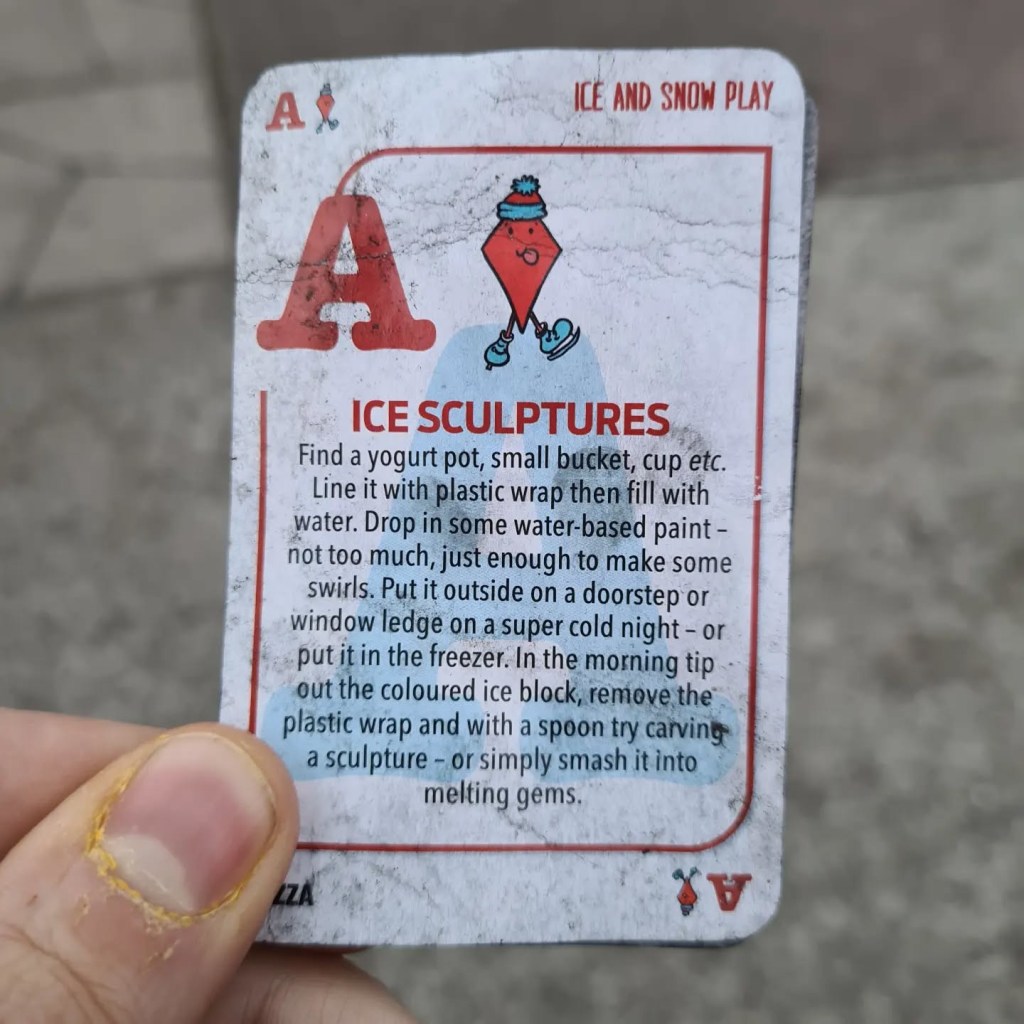 A
ICE AND SNOW PLAY
A
ICE SCULPTURES
Find a yogurt pot, small bucket, cup etc.
Line it with plastic wrap then fill with
water. Drop in some water-based paint –
not too much, just enough to make some
swirls. Put it outside on a doorstep or
window ledge on a super cold night – or
put it in the freezer. In the morning tip
out the coloured ice block, remove the
plastic wrap and with a spoon try carving
a sculpture – or simply smash it into
melting gems.
A